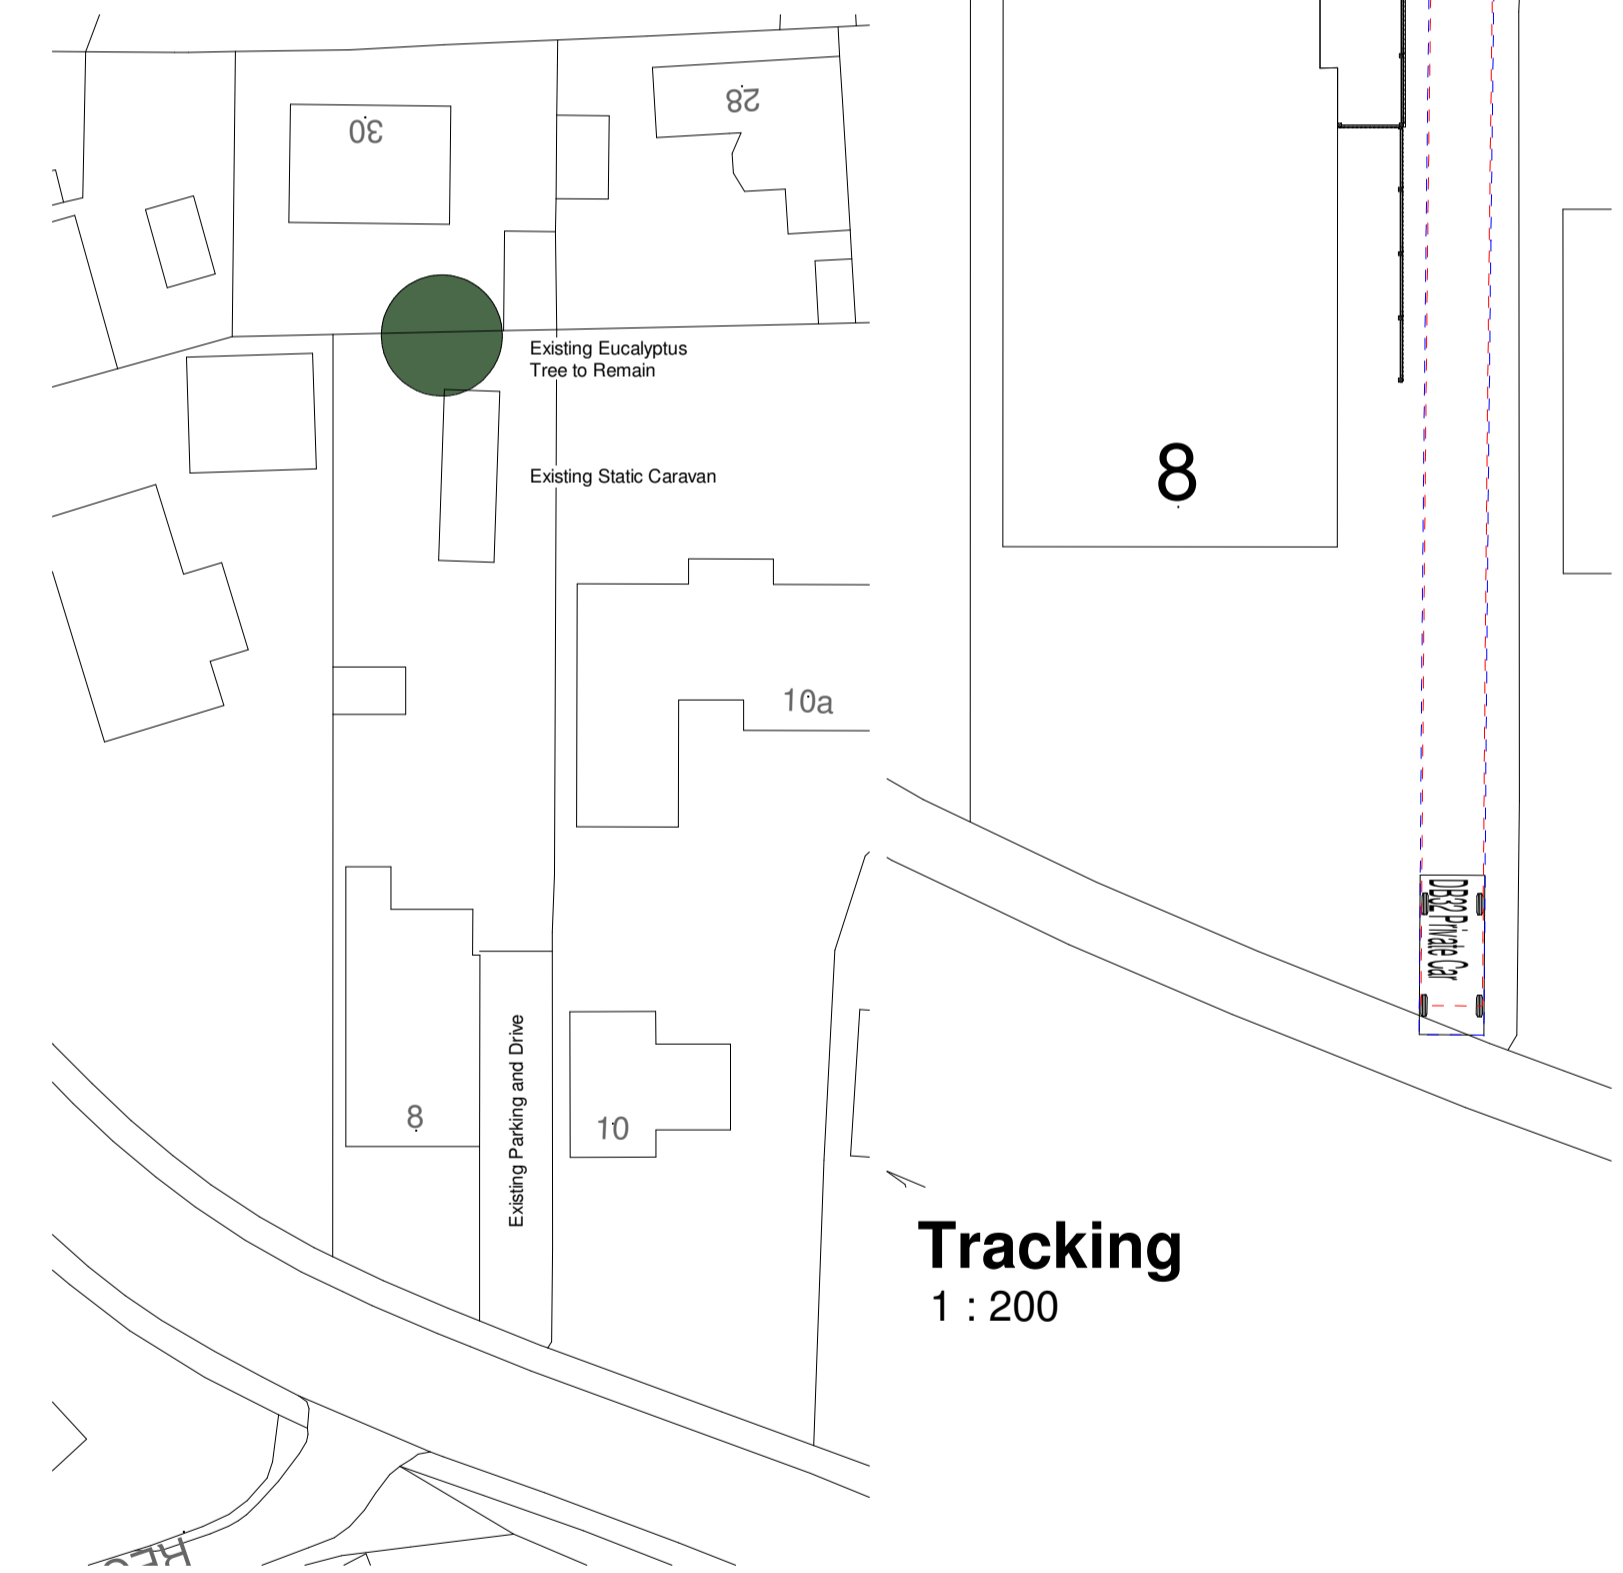 30
28
Existing Eucalyptus
Tree to Remain
Existing Static Caravan
10a
8
10
Existing Parking and Drive
8
DB32 Private Car
Tracking
1 : 200